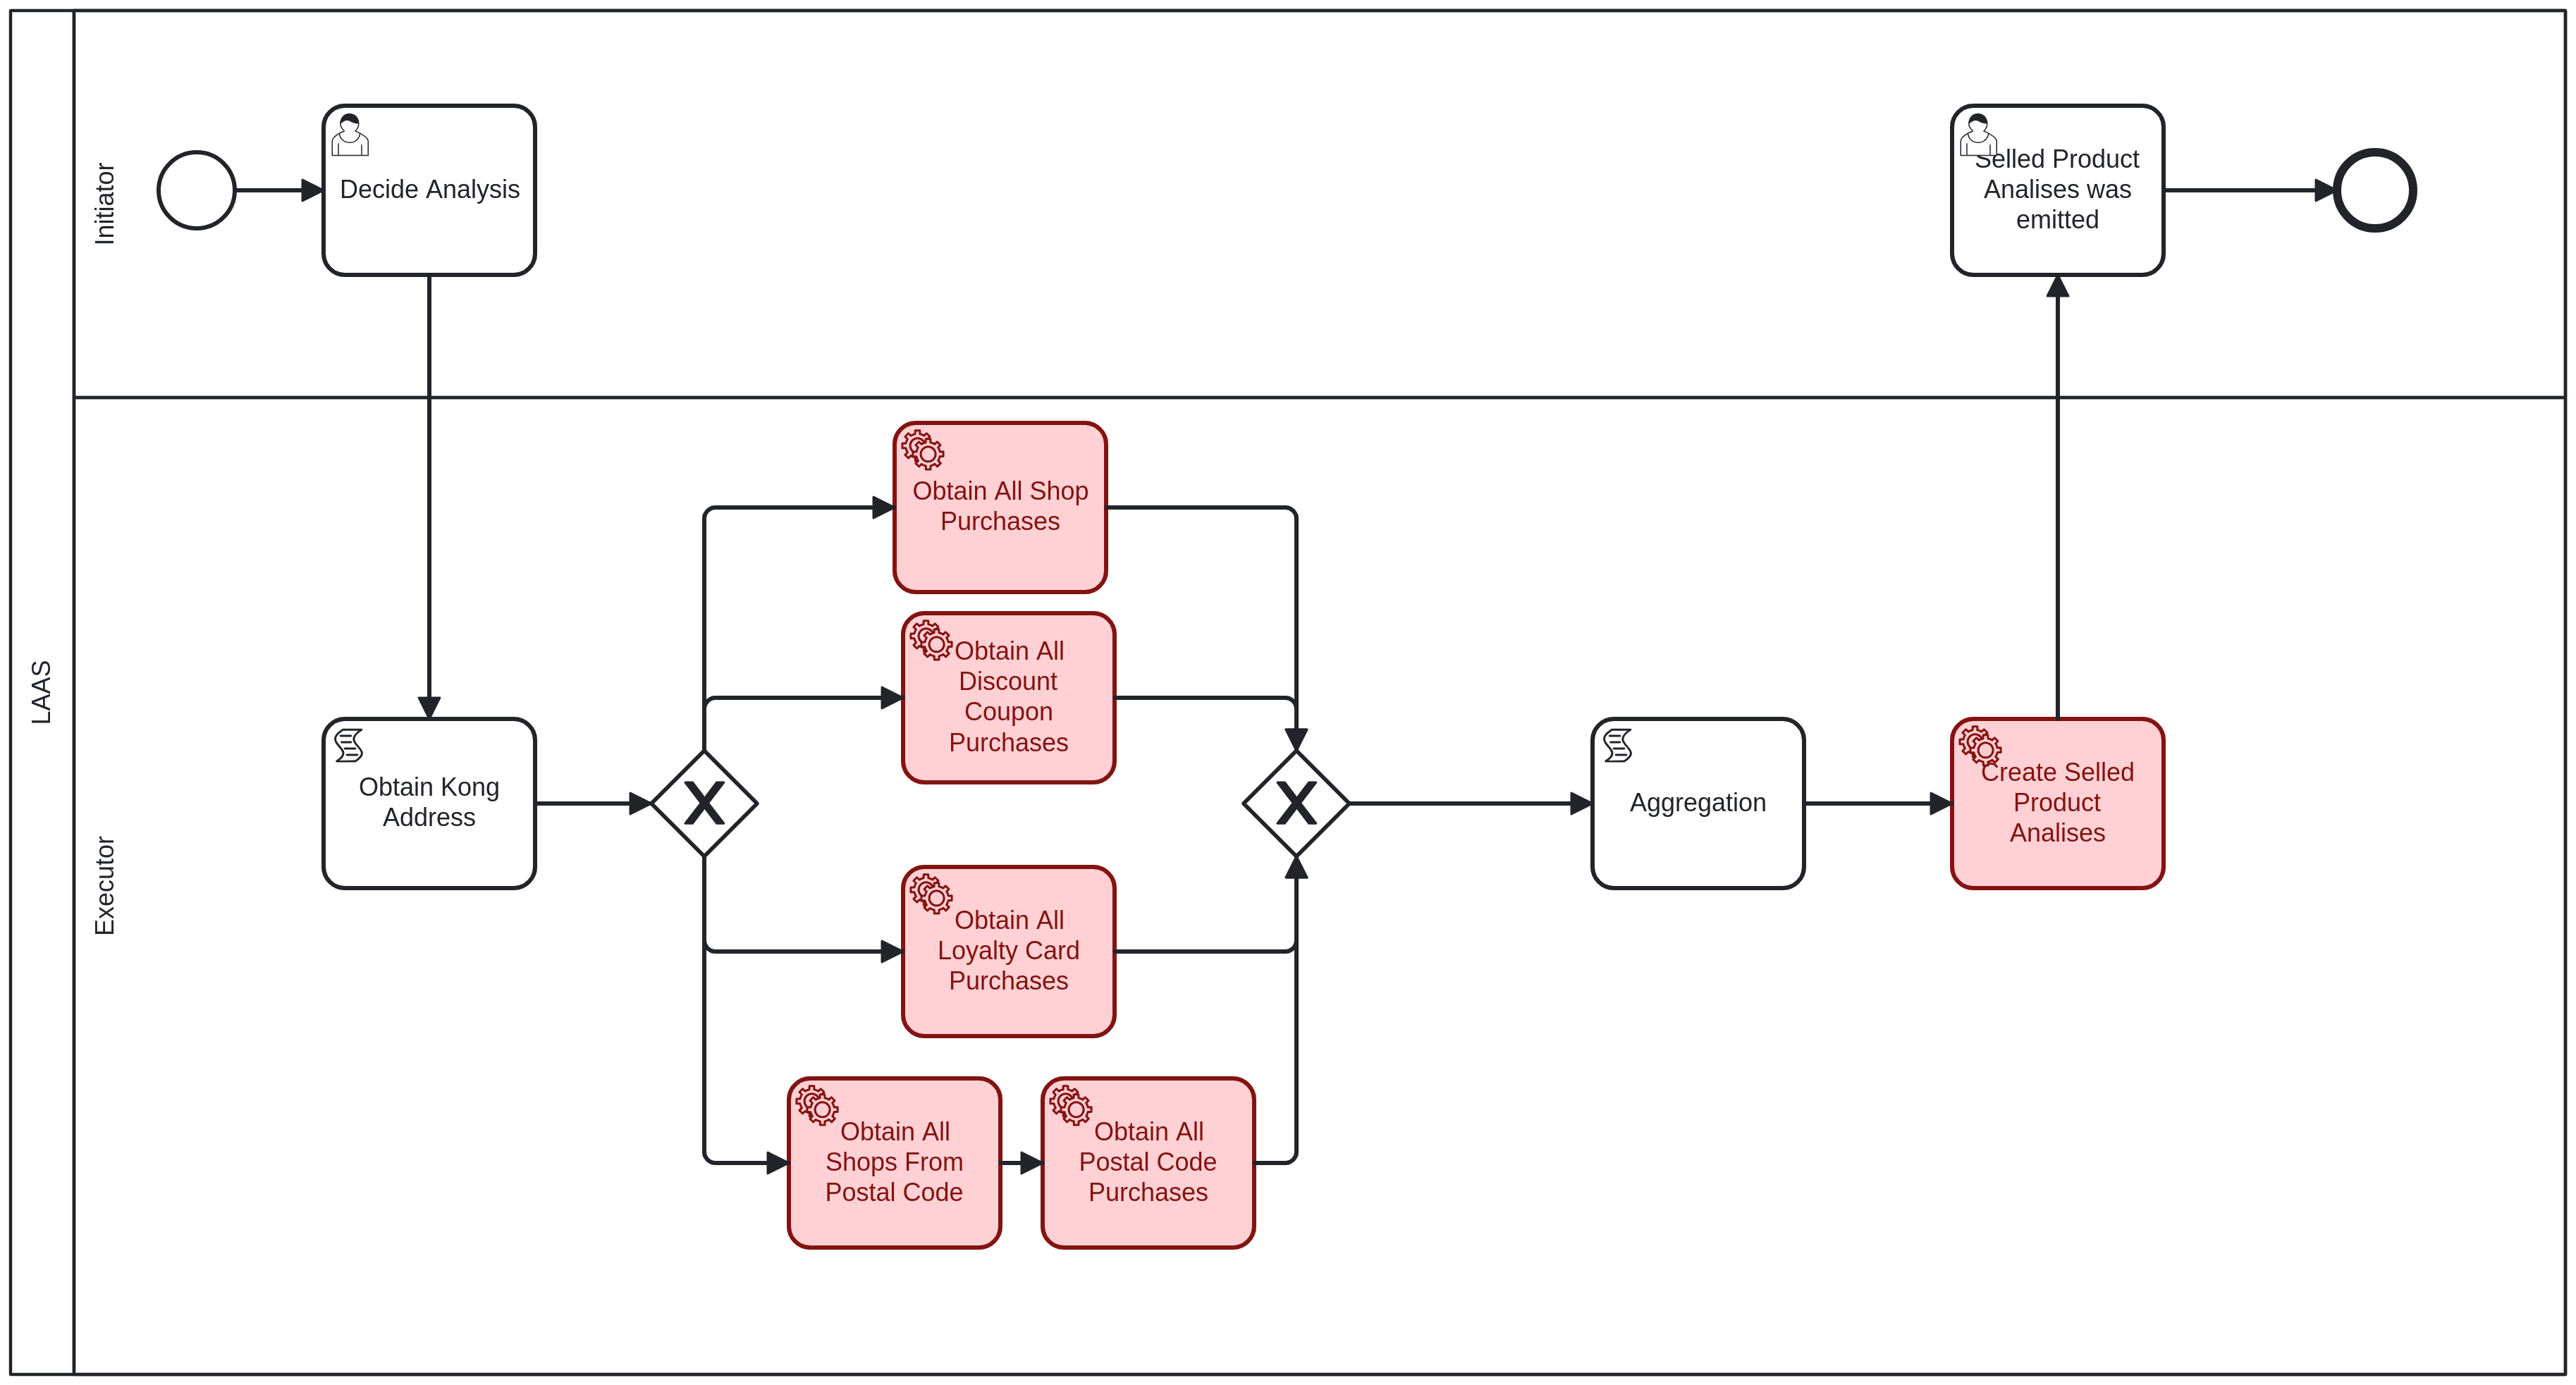 LAAS
Initiator
Decide Analysis
Selled Product
Analises was
emitted
Executor
Obtain Kong
Address
X
Obtain All Shop
Purchases
Obtain All
Discount
Coupon
Purchases
Obtain All
Loyalty Card
Purchases
Obtain All
Shops From
Postal Code
Obtain All
Postal Code
Purchases
X
Aggregation
Create Selled
Product
Analises